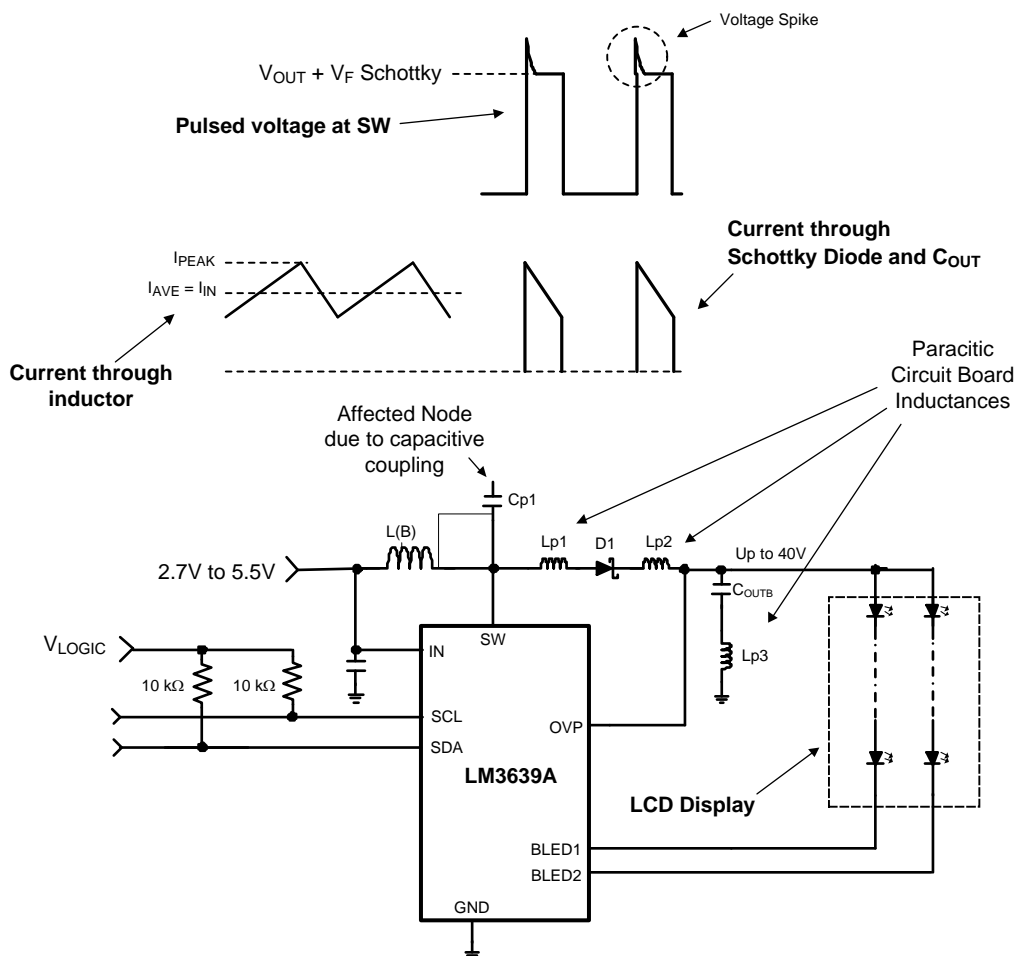 Voltage Spike
VOUT + VF Schottky
Pulsed voltage at SW
Current through
Schottky Diode and COUT
IPEAK
IAVE = IIN
Current through
inductor
Paracitic
Circuit Board
Inductances
Affected Node
due to capacitive
coupling
Cp1
L(B)
Lp1
D1
Lp2
Up to 40V
2.7V to 5.5V
COUTB
SW
VLOGIC
IN
Lp3
10 kΩ
10 kΩ
SCL
OVP
SDA
LM3639A
LCD Display
BLED1
BLED2
GND